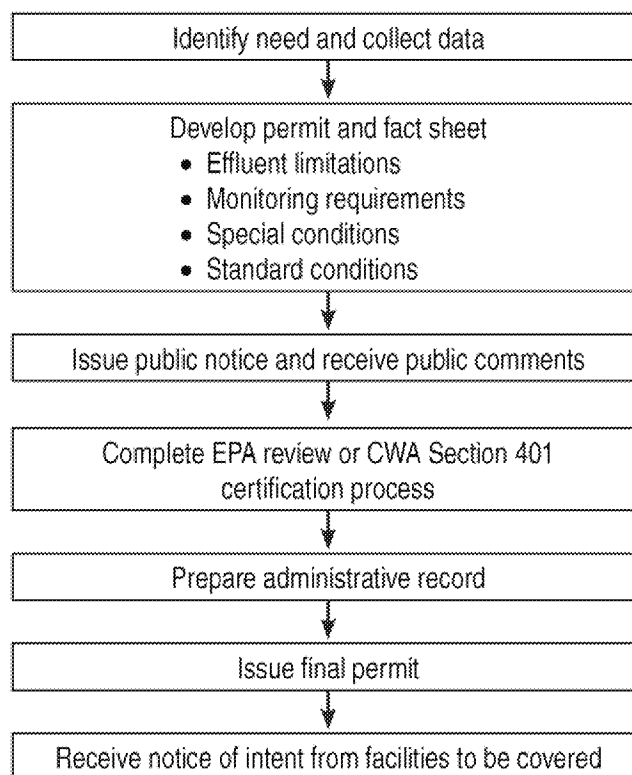 Identify need and collect data
Develop permit and fact sheet
• Effluent limitations
• Monitoring requirements
• Special conditions
• Standard conditions
Issue public notice and receive public comments
Complete EPA review or CWA Section 401
certification process
Prepare administrative record
Issue final permit
Receive notice of intent from facilities to be covered